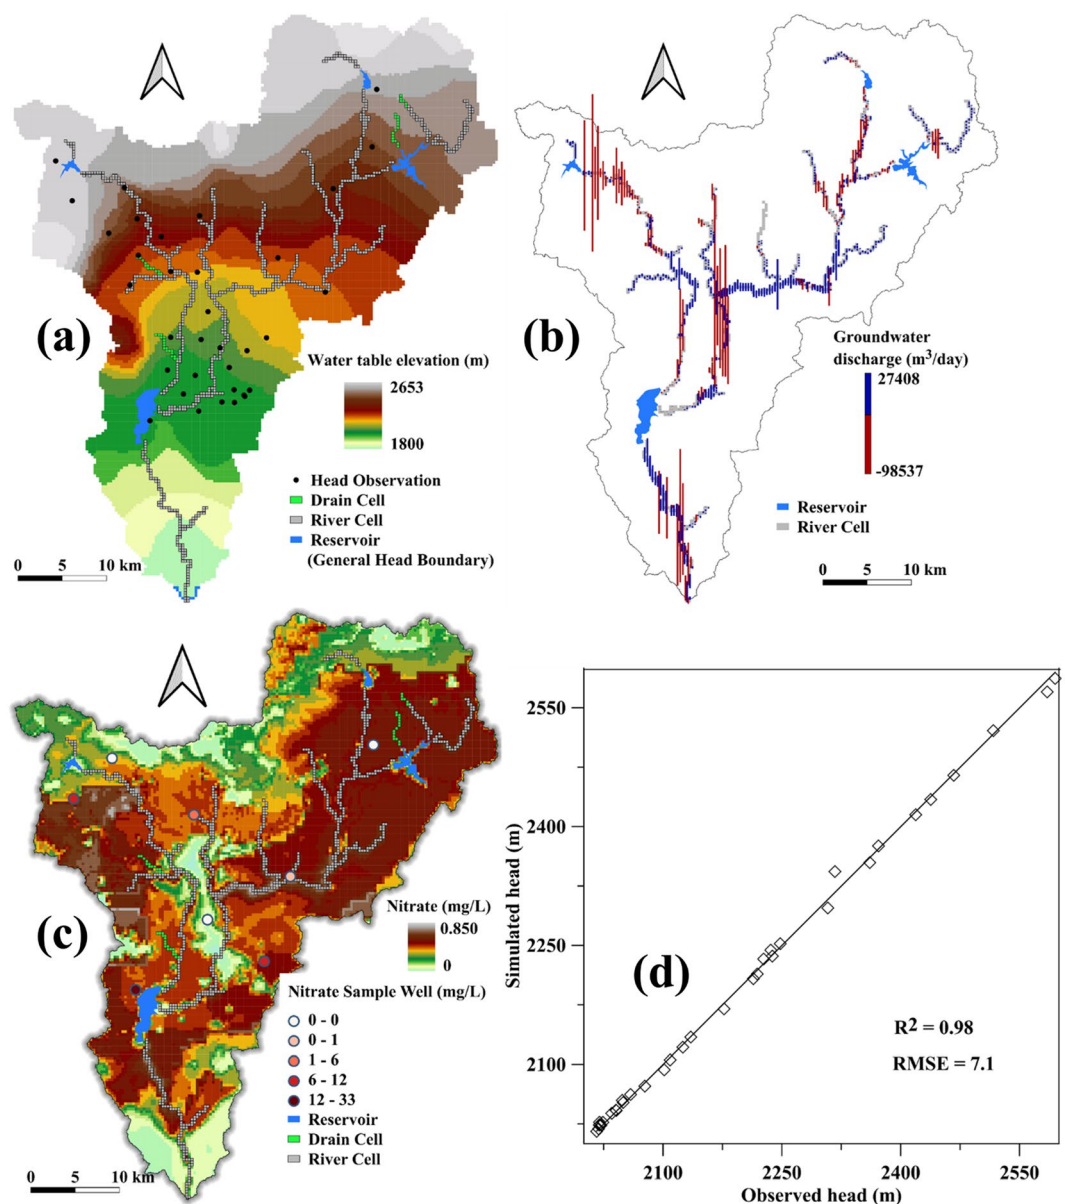 (a)
Water table elevation (m)
2653
1800
Head Observation
Drain Cell
River Cell
Reservoir
(General Head Boundary)
0 5 10 km
(b)
Groundwater
discharge (m³/day)
27408
-98537
Reservoir
River Cell
0 5 10 km
(c)
Nitrate (mg/L)
0.850
0
Nitrate Sample Well (mg/L)
0 - 0
0 - 1
1 - 6
6 - 12
12 - 33
Reservoir
Drain Cell
River Cell
0 5 10 km
Simulated head (m)
2550
2400
2250
2100
(d)
R² = 0.98
RMSE = 7.1
2100 2250 2400 2550
Observed head (m)